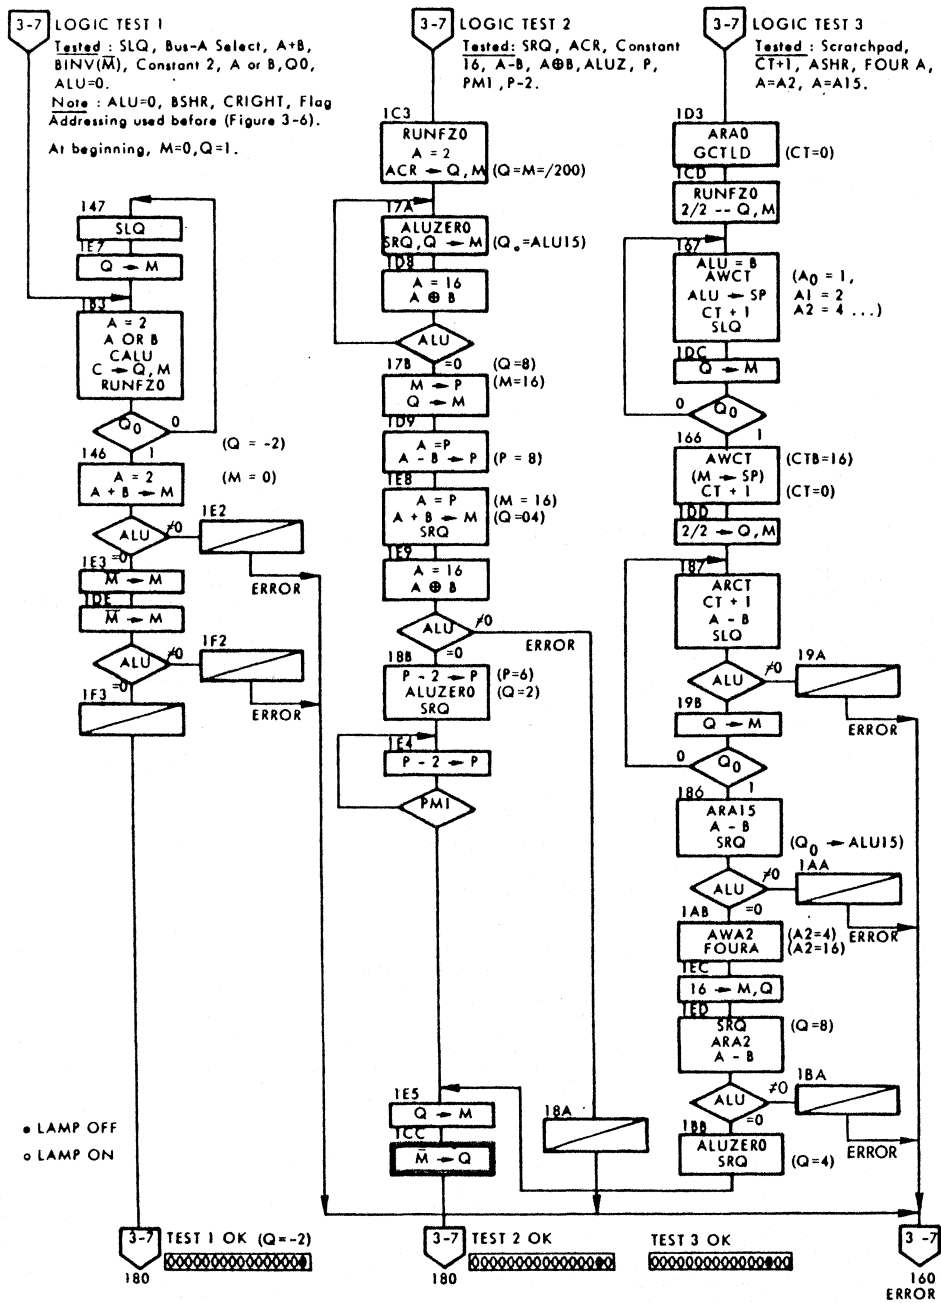 3-7 LOGIC TEST 1
Tested : SLQ, Bus-A Select, A+B,
BINV(M̅), Constant 2, A or B,Q0,
ALU=0.
Note : ALU=0, BSHR, CRIGHT, Flag
Addressing used before (Figure 3-6).
At beginning, M=0,Q=1.
147
SLQ
1E7
Q → M
1B3
A = 2
A OR B
CALU
C → Q, M
RUNFZ0
Q0
0
(Q = -2)
146
1
A = 2
A + B → M
(M = 0)
ALU
≠0
1E2
=0
1E3
ERROR
M̅ → M
1DE
M̅ → M
ALU
≠0
1F2
=0
1F3
ERROR
● LAMP OFF
○ LAMP ON
3-7
TEST 1 OK (Q=-2)
180
3-7 LOGIC TEST 2
Tested: SRQ, ACR, Constant
16, A-B, A⊕B, ALUZ, P,
PM1, P-2.
1C3
RUNFZ0
A = 2
ACR → Q, M
(Q=M=/200)
17A
ALUZERO
SRQ, Q → M
(Q₀=ALU15)
1D8
A = 16
A ⊕ B
ALU
=0
(Q=8)
17B
M → P
Q → M
(M=16)
1D9
A =P
A - B → P
(P = 8)
1E8
A = P
A + B → M
SRQ
(M = 16)
(Q =04)
1E9
A = 16
A ⊕ B
ALU
≠0
ERROR
=0
18B
P - 2 → P
ALUZERO
SRQ
(P=6)
(Q=2)
1E4
P - 2 → P
PM1
1E5
Q → M
1CC
M̅ → Q
18A
3-7
TEST 2 OK
180
3-7 LOGIC TEST 3
Tested : Scratchpad,
CT+1, ASHR, FOUR A,
A=A2, A=A15.
1D3
ARA0
GCTLD
(CT=0)
1CD
RUNFZ0
2/2 -- Q, M
167
ALU = B
AWCT
ALU → SP
CT + 1
SLQ
(A0 = 1,
A1 = 2
A2 = 4 ...)
1DC
Q → M
0
Q0
1
166
AWCT
(M → SP)
CT + 1
(CTB=16)
(CT=0)
1DD
2/2 → Q, M
187
ARCT
CT + 1
A - B
SLQ
ALU
≠0
19A
19B
Q → M
ERROR
0
Q0
1
186
ARA15
A - B
SRQ
(Q0 → ALU15)
ALU
≠0
1AA
=0
1AB
AWA2
FOURA
(A2=4)
(A2=16)
ERROR
1EC
16 → M, Q
1ED
SRQ
ARA2
A - B
(Q=8)
ALU
≠0
1BA
=0
1BB
ALUZERO
SRQ
(Q=4)
ERROR
TEST 3 OK
3-7
160
ERROR